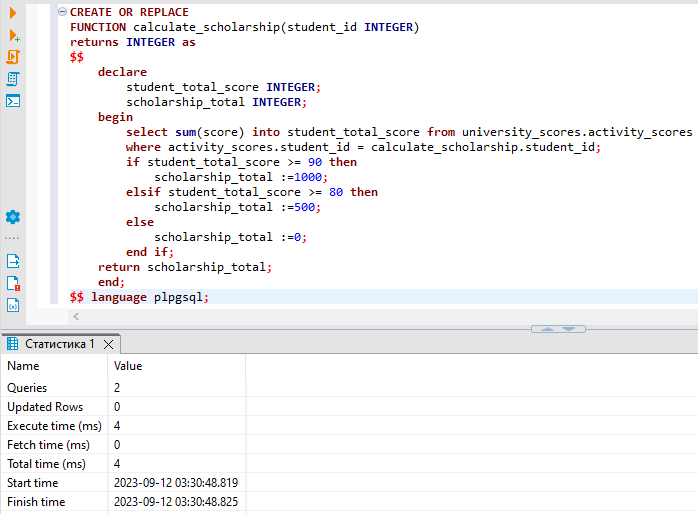 CREATE OR REPLACE
FUNCTION calculate_scholarship(student_id INTEGER)
returns INTEGER as
$$
declare
student_total_score INTEGER;
scholarship_total INTEGER;
begin
select sum(score) into student_total_score from university_scores.activity_scores
where activity_scores.student_id = calculate_scholarship.student_id;
if student_total_score >= 90 then
scholarship_total :=1000;
elsif student_total_score >= 80 then
scholarship_total :=500;
else
scholarship_total :=0;
end if;
return scholarship_total;
end;
$$ language plpgsql;
Статистика 1
Name Value
Queries 2
Updated Rows 0
Execute time (ms) 4
Fetch time (ms) 0
Total time (ms) 4
Start time 2023-09-12 03:30:48.819
Finish time 2023-09-12 03:30:48.825